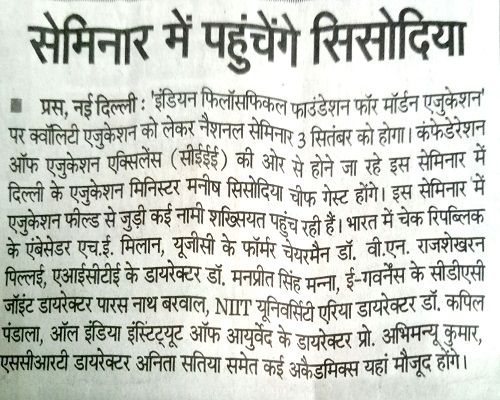 सेमिनार में पहुंचेंगे सिसोदिया
प्रस, नई दिल्ली : 'इंडियन फिलॉसफिकल फाउंडेशन फॉर मॉर्डन एजुकेशन'
पर क्वॉलिटी एजुकेशन को लेकर नैशनल सेमिनार 3 सितंबर को होगा। कंफेडेरेशन
ऑफ एजुकेशन एक्सिलेंस (सीईईई) की ओर से होने जा रहे इस सेमिनार में
दिल्ली के एजुकेशन मिनिस्टर मनीष सिसोदिया चीफ गेस्ट होंगे। इस सेमिनार में
एजुकेशन फील्ड से जुड़ी कई नामी शख्सियत पहुंच रही हैं। भारत में चेक रिपब्लिक
के एंबेसेडर एच.ई. मिलान, यूजीसी के फॉर्मर चेयरमैन डॉ. वी.एन. राजशेखरन
पिल्लई, एआईसीटीई के डायरेक्टर डॉ. मनप्रीत सिंह मन्ना, ई-गवर्नेंस के सीडीएसी
जॉइंट डायरेक्टर पारस नाथ बरवाल, NIIT यूनिवर्सिटी एरिया डायरेक्टर डॉ. कपिल
पंडाला, ऑल इंडिया इंस्टिट्यूट ऑफ आयुर्वेद के डायरेक्टर प्रो. अभिमन्यू कुमार,
एससीआरटी डायरेक्टर अनिता सतिया समेत कई अकैडमिक्स यहां मौजूद होंगे।